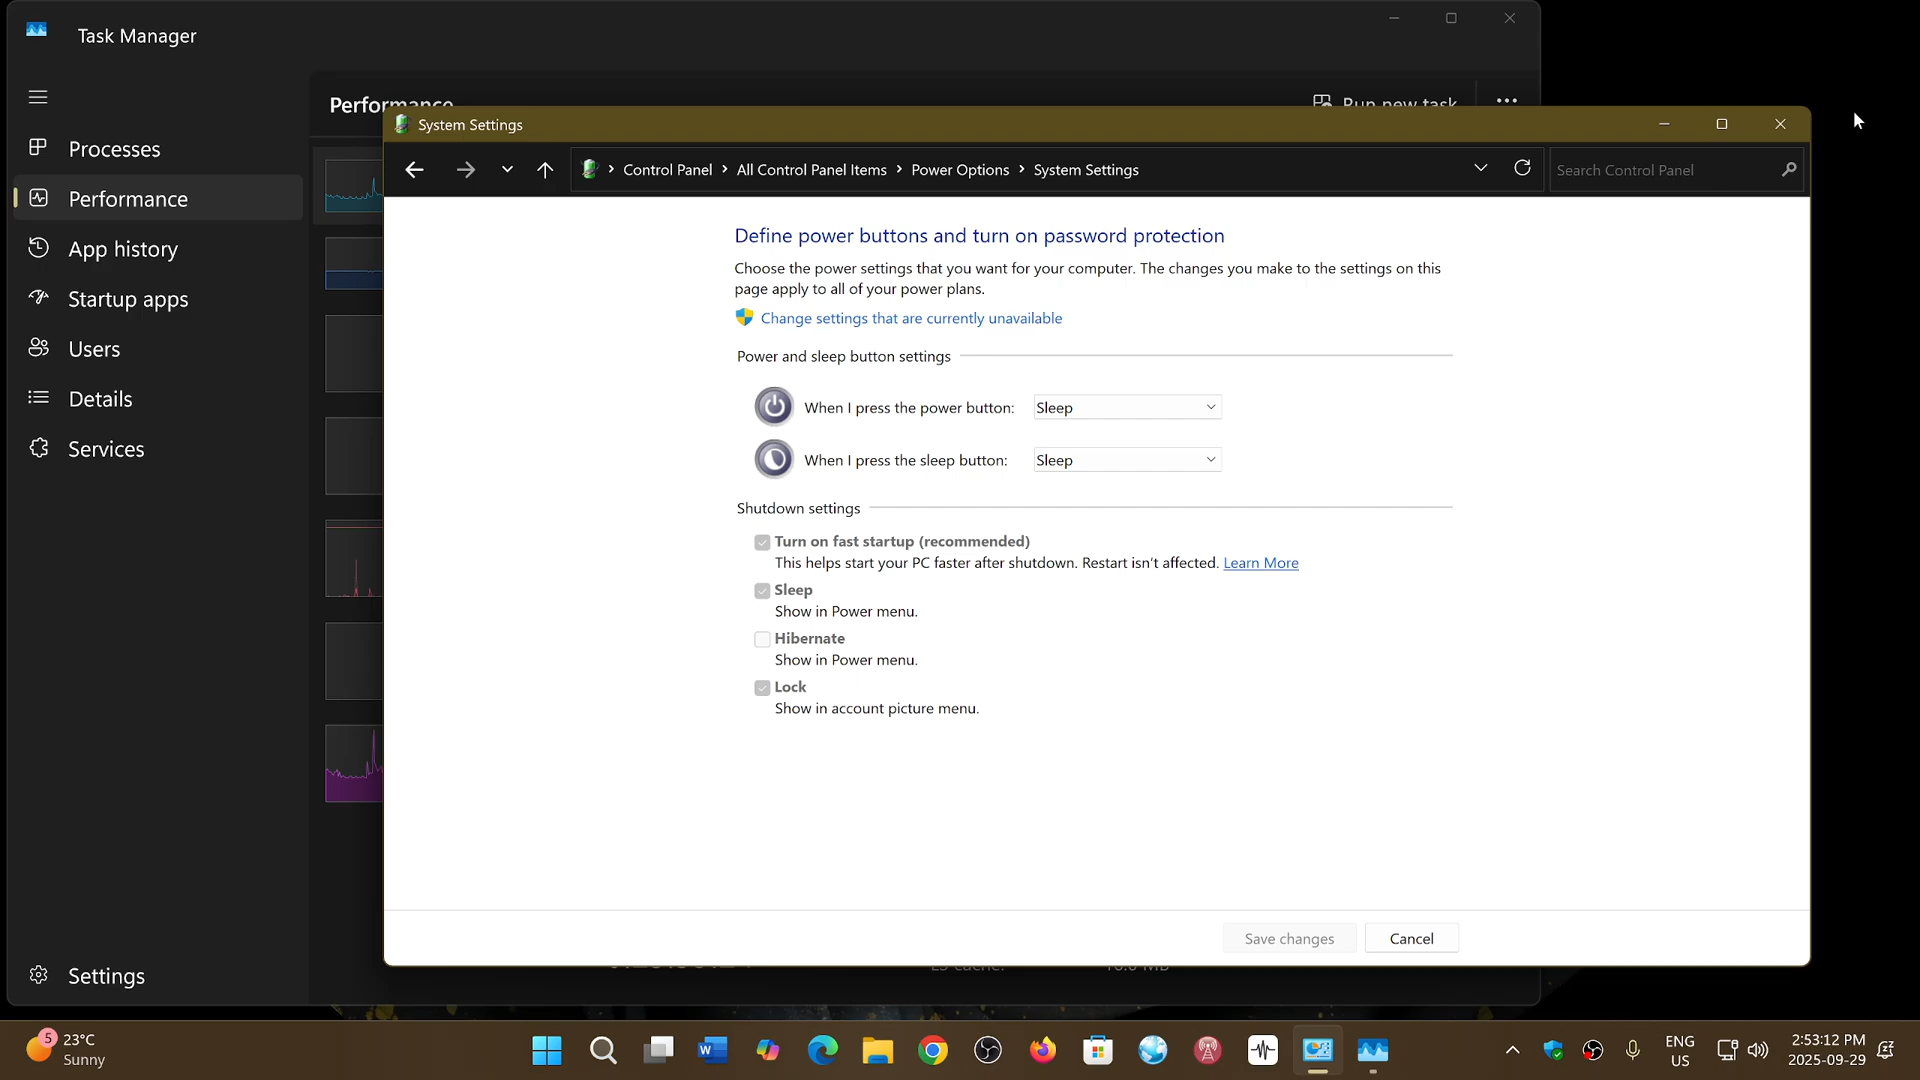 Task Manager
Processes
Performance
App history
Startup apps
Users
Details
Services
Settings
Performance
Run new task
System Settings
Control Panel > All Control Panel Items > Power Options > System Settings
Search Control Panel
Define power buttons and turn on password protection
Choose the power settings that you want for your computer. The changes you make to the settings on this
page apply to all of your power plans.
Change settings that are currently unavailable
Power and sleep button settings
When I press the power button: Sleep
When I press the sleep button: Sleep
Shutdown settings
Turn on fast startup (recommended)
This helps start your PC faster after shutdown. Restart isn't affected. Learn More
Sleep
Show in Power menu.
Hibernate
Show in Power menu.
Lock
Show in account picture menu.
Save changes
Cancel
L3 cache:
5
23°C
Sunny
ENG
US
2:53:12 PM
2025-09-29